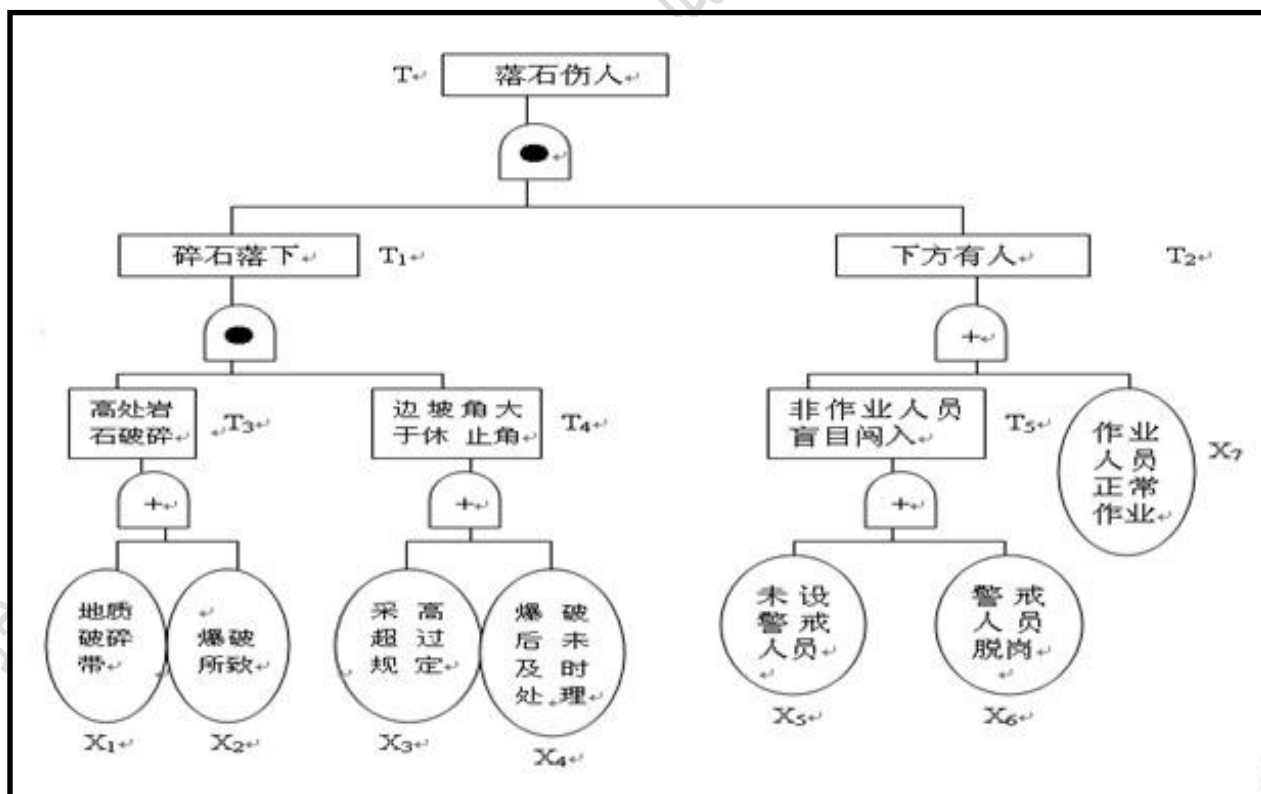 T
落石伤人
碎石落下
T₁
下方有人
T₂
+
高处岩
石破碎
T₃
边坡角大
于休 止角
T₄
非作业人员
盲目闯入
T₅
作业
人员
正常
作业
X₇
+
+
+
地质
破碎
带
爆破
所致
采 高
超 过
规 定
爆 破
后 未
及 时
处 理
未 设
警 戒
人 员
警 戒
人 员
脱 岗
X₁
X₂
X₃
X₄
X₅
X₆